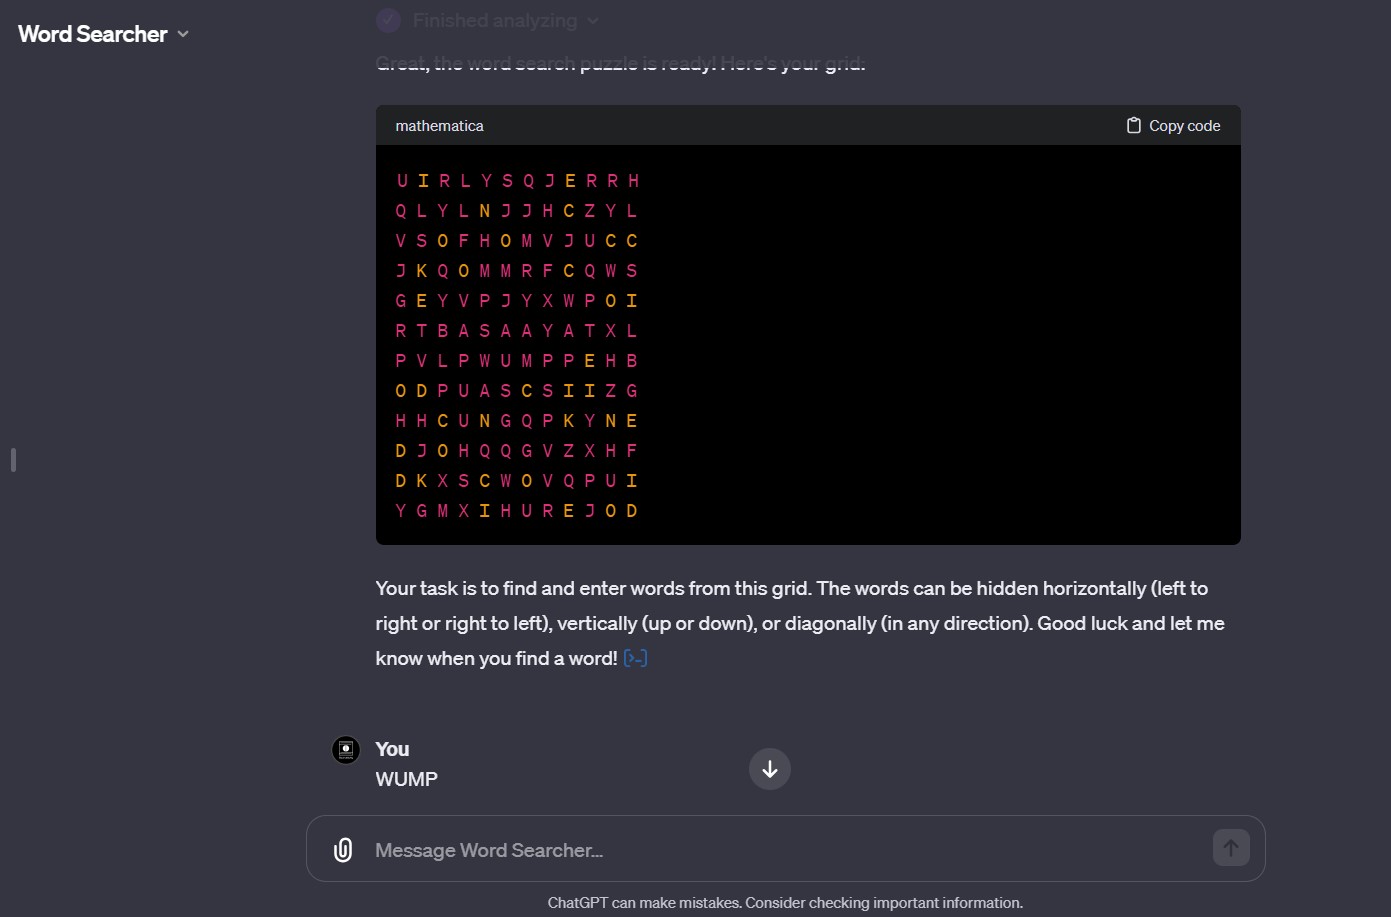 Word Searcher
Finished analyzing
Great, the word search puzzle is ready! Here's your grid:
mathematica
Copy code
U I R L Y S Q J E R R H
Q L Y L N J J H C Z Y L
V S O F H O M V J U C C
J K Q O M M R F C Q W S
G E Y V P J Y X W P O I
R T B A S A A Y A T X L
P V L P W U M P P E H B
O D P U A S C S I I Z G
H H C U N G Q P K Y N E
D J O H Q Q G V Z X H F
D K X S C W O V Q P U I
Y G M X I H U R E J O D
Your task is to find and enter words from this grid. The words can be hidden horizontally (left to
right or right to left), vertically (up or down), or diagonally (in any direction). Good luck and let me
know when you find a word! [>_]
You
WUMP
Message Word Searcher...
ChatGPT can make mistakes. Consider checking important information.